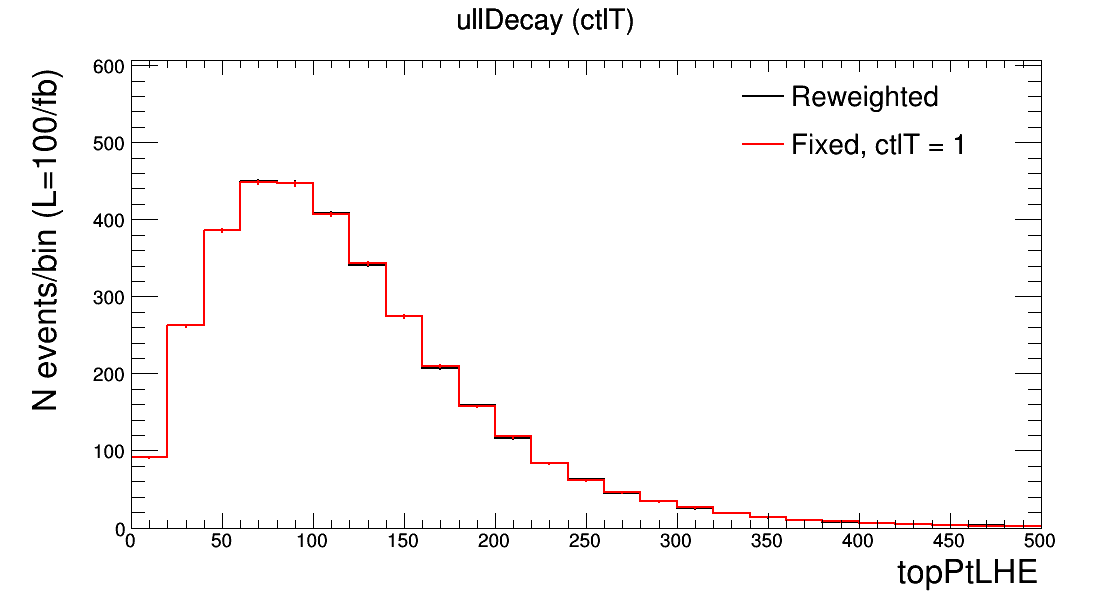 ullDecay (ctlT)
N events/bin (L=100/fb)
600
500
400
300
200
100
0
Reweighted
Fixed, ctlT = 1
0 50 100 150 200 250 300 350 400 450 500
topPtLHE